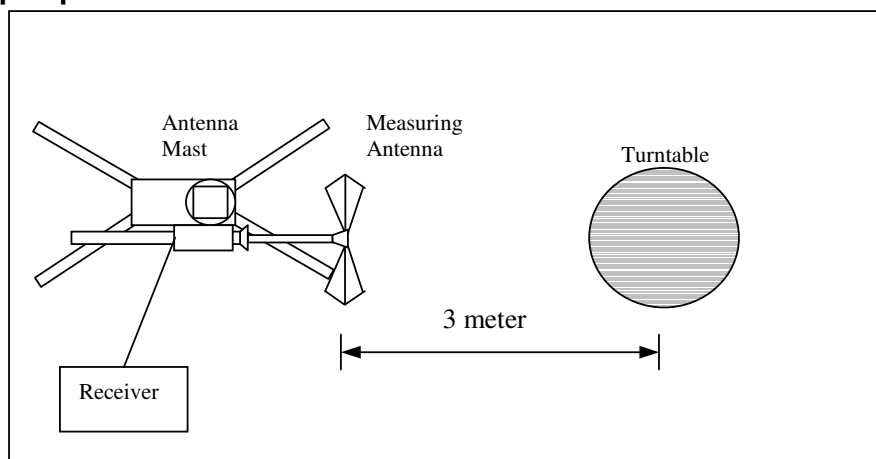 Antenna
Mast
Measuring
Antenna
Turntable
3 meter
Receiver